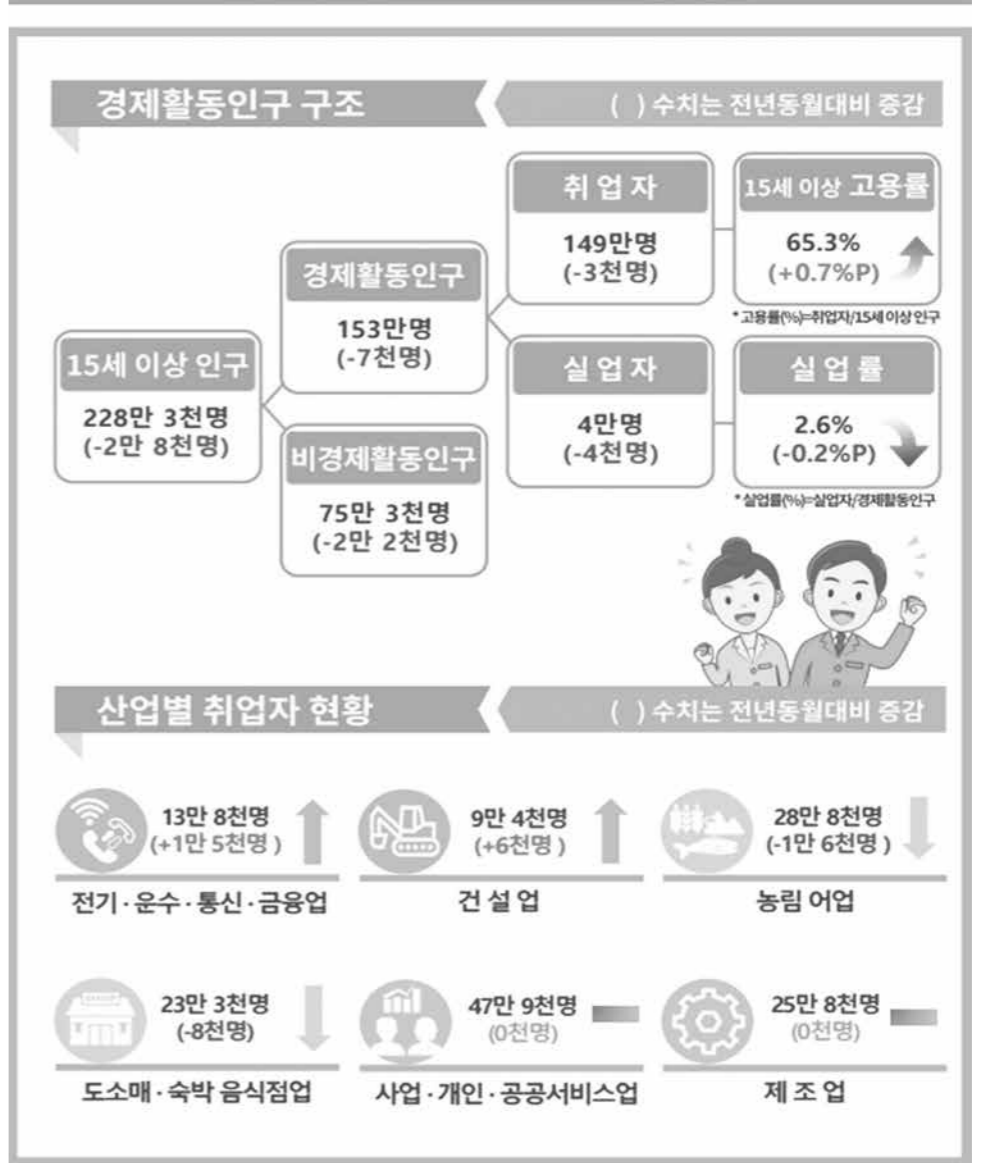 경제활동인구 구조
( ) 수치는 전년동월대비 증감
15세 이상 인구
228만 3천명
(-2만 8천명)
경제활동인구
153만명
(-7천명)
비경제활동인구
75만 3천명
(-2만 2천명)
취 업 자
149만명
(-3천명)
15세 이상 고용률
65.3%
(+0.7%P)
* 고용률(%)=취업자/15세 이상 인구
실 업 자
4만명
(-4천명)
실 업 률
2.6%
(-0.2%P)
* 실업률(%)=실업자/경제활동인구
산업별 취업자 현황
( ) 수치는 전년동월대비 증감
13만 8천명
(+1만 5천명 )
전기 · 운수 · 통신 · 금융업
9만 4천명
(+6천명 )
건 설 업
28만 8천명
(-1만 6천명 )
농림 어업
23만 3천명
(-8천명)
도소매 · 숙박 음식점업
47만 9천명
(0천명)
사업 · 개인 · 공공서비스업
25만 8천명
(0천명)
제 조 업